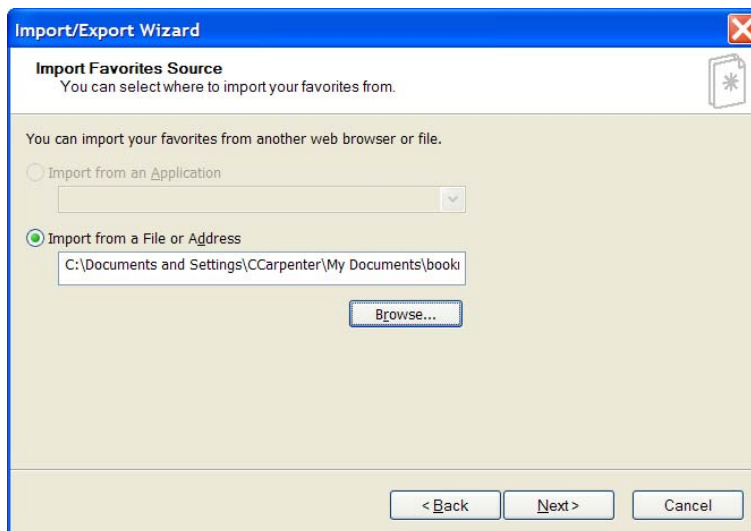 Import/Export Wizard
Import Favorites Source
You can select where to import your favorites from.
You can import your favorites from another web browser or file.
Import from an Application
Import from a File or Address
C:\Documents and Settings\CCarpenter\My Documents\book
Browse...
< Back
Next >
Cancel